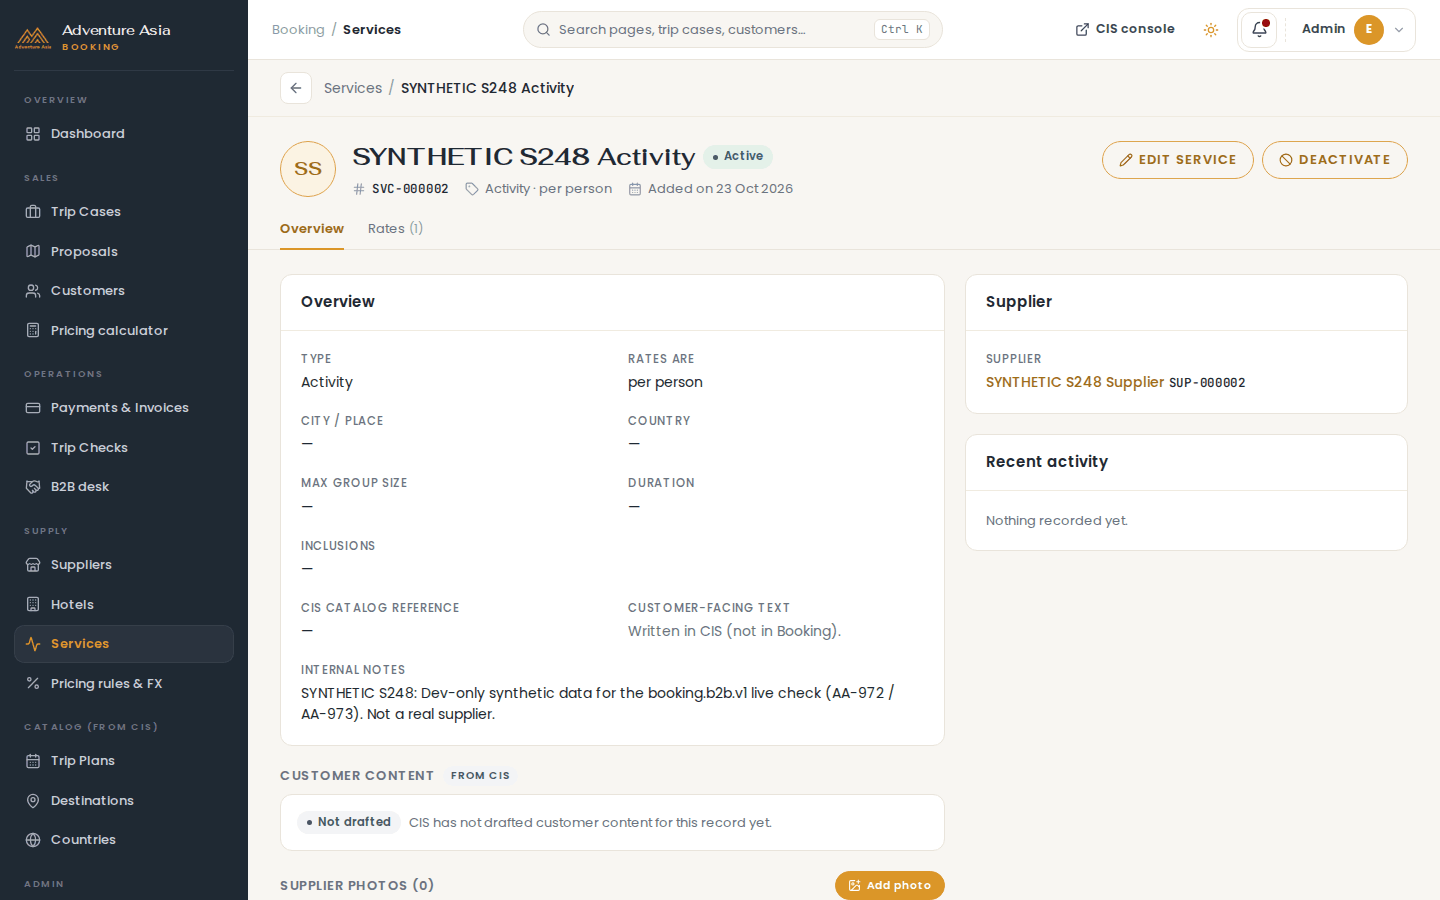 Adventure Asia
BOOKING
Adventure Asia
OVERVIEW
Dashboard
SALES
Trip Cases
Proposals
Customers
Pricing calculator
OPERATIONS
Payments & Invoices
Trip Checks
B2B desk
SUPPLY
Suppliers
Hotels
Services
Pricing rules & FX
CATALOG (FROM CIS)
Trip Plans
Destinations
Countries
ADMIN
Booking / Services
Search pages, trip cases, customers...
Ctrl K
CIS console
Admin
E
Services / SYNTHETIC S248 Activity
SS
SYNTHETIC S248 Activity
Active
SVC-000002
Activity · per person
Added on 23 Oct 2026
EDIT SERVICE
DEACTIVATE
Overview
Rates (1)
Overview
TYPE
Activity
RATES ARE
per person
CITY / PLACE
—
COUNTRY
—
MAX GROUP SIZE
—
DURATION
—
INCLUSIONS
—
CIS CATALOG REFERENCE
—
CUSTOMER-FACING TEXT
Written in CIS (not in Booking).
INTERNAL NOTES
SYNTHETIC S248: Dev-only synthetic data for the booking.b2b.v1 live check (AA-972 /
AA-973). Not a real supplier.
CUSTOMER CONTENT
FROM CIS
Not drafted
CIS has not drafted customer content for this record yet.
SUPPLIER PHOTOS (0)
Add photo
Supplier
SUPPLIER
SYNTHETIC S248 Supplier SUP-000002
Recent activity
Nothing recorded yet.